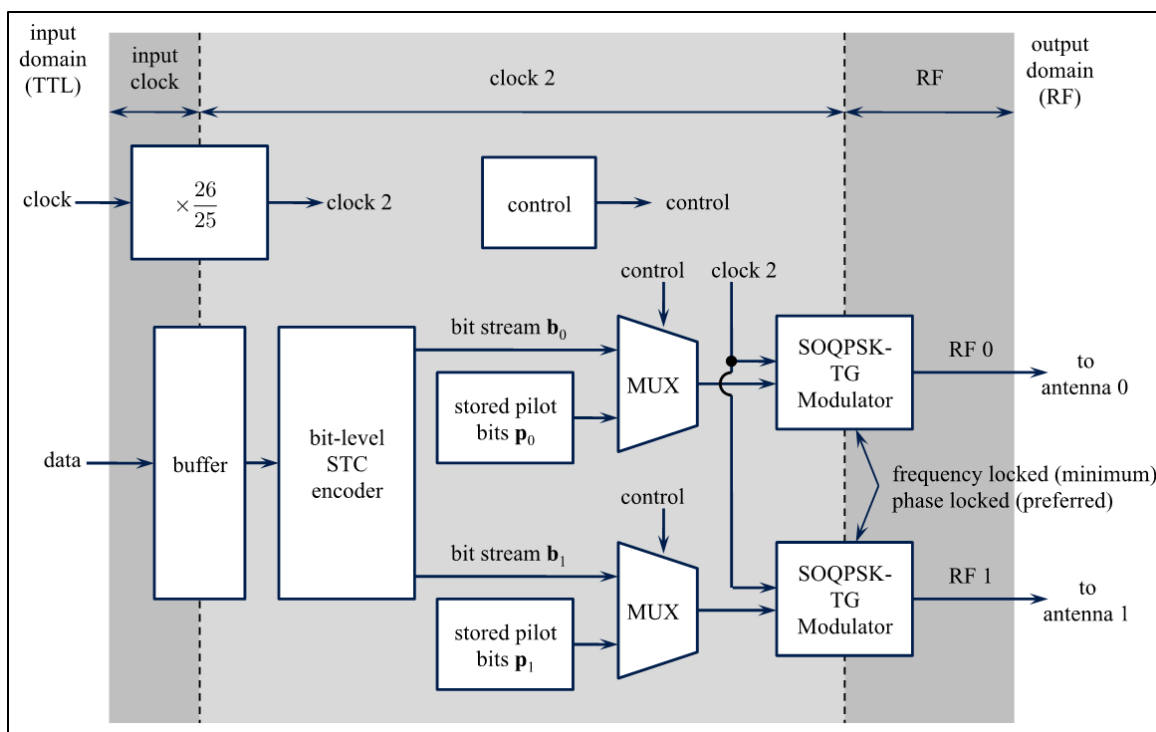 input
domain
(TTL)
input
clock
clock 2
RF
output
domain
(RF)
clock
× 26/25
clock 2
control
control
control
clock 2
bit stream b₀
MUX
SOQPSK-
TG
Modulator
RF 0
to
antenna 0
stored pilot
bits p₀
data
buffer
bit-level
STC
encoder
frequency locked (minimum)
phase locked (preferred)
control
bit stream b₁
MUX
SOQPSK-
TG
Modulator
RF 1
to
antenna 1
stored pilot
bits p₁